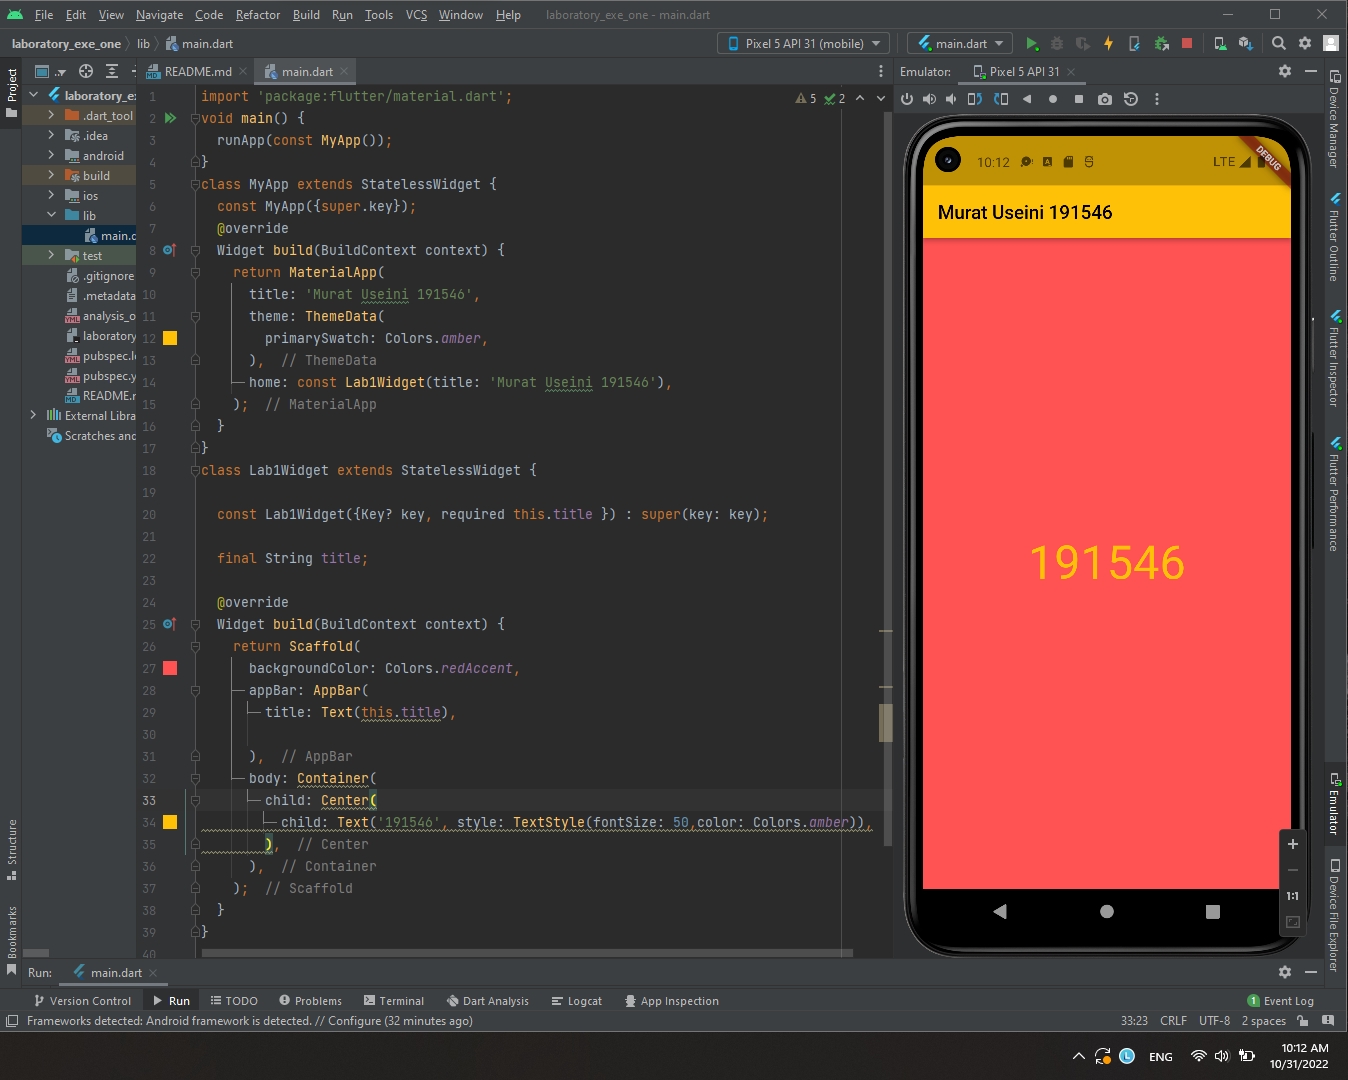 File Edit View Navigate Code Refactor Build Run Tools VCS Window Help laboratory_exe_one - main.dart
laboratory_exe_one lib main.dart Pixel 5 API 31 (mobile) main.dart
Project README.md main.dart Emulator: Pixel 5 API 31
laboratory_e
.dart_tool
.idea
android
build
ios
lib
main.d
test
.gitignore
.metadata
analysis_o
laboratory
pubspec.l
pubspec.y
README.r
External Libra
Scratches and
Structure
Bookmarks
1 import 'package:flutter/material.dart';
2 void main() {
3 runApp(const MyApp());
4 }
5 class MyApp extends StatelessWidget {
6 const MyApp({super.key});
7 @override
8 Widget build(BuildContext context) {
9 return MaterialApp(
10 title: 'Murat Useini 191546',
11 theme: ThemeData(
12 primarySwatch: Colors.amber,
13 ), // ThemeData
14 home: const Lab1Widget(title: 'Murat Useini 191546'),
15 ); // MaterialApp
16 }
17 }
18 class Lab1Widget extends StatelessWidget {
19
20 const Lab1Widget({Key? key, required this.title }) : super(key: key);
21
22 final String title;
23
24 @override
25 Widget build(BuildContext context) {
26 return Scaffold(
27 backgroundColor: Colors.redAccent,
28 appBar: AppBar(
29 title: Text(this.title),
30
31 ), // AppBar
32 body: Container(
33 child: Center(
34 child: Text('191546', style: TextStyle(fontSize: 50,color: Colors.amber)),
35 ), // Center
36 ), // Container
37 ); // Scaffold
38 }
39 }
40
5 2
10:12 LTE DEBUG
Murat Useini 191546
191546
1:1
Device Manager
Flutter Outline
Flutter Inspector
Flutter Performance
Emulator
Device File Explorer
Run: main.dart
Version Control Run TODO Problems Terminal Dart Analysis Logcat App Inspection 1 Event Log
Frameworks detected: Android framework is detected. // Configure (32 minutes ago) 33:23 CRLF UTF-8 2 spaces
ENG 10:12 AM
10/31/2022